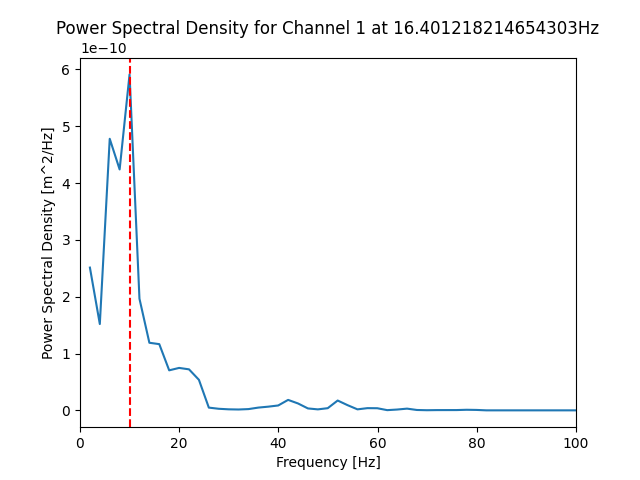 Power Spectral Density for Channel 1 at 16.401218214654303Hz
1e−10
6
5
4
3
2
1
0
Power Spectral Density [m^2/Hz]
0 20 40 60 80 100
Frequency [Hz]